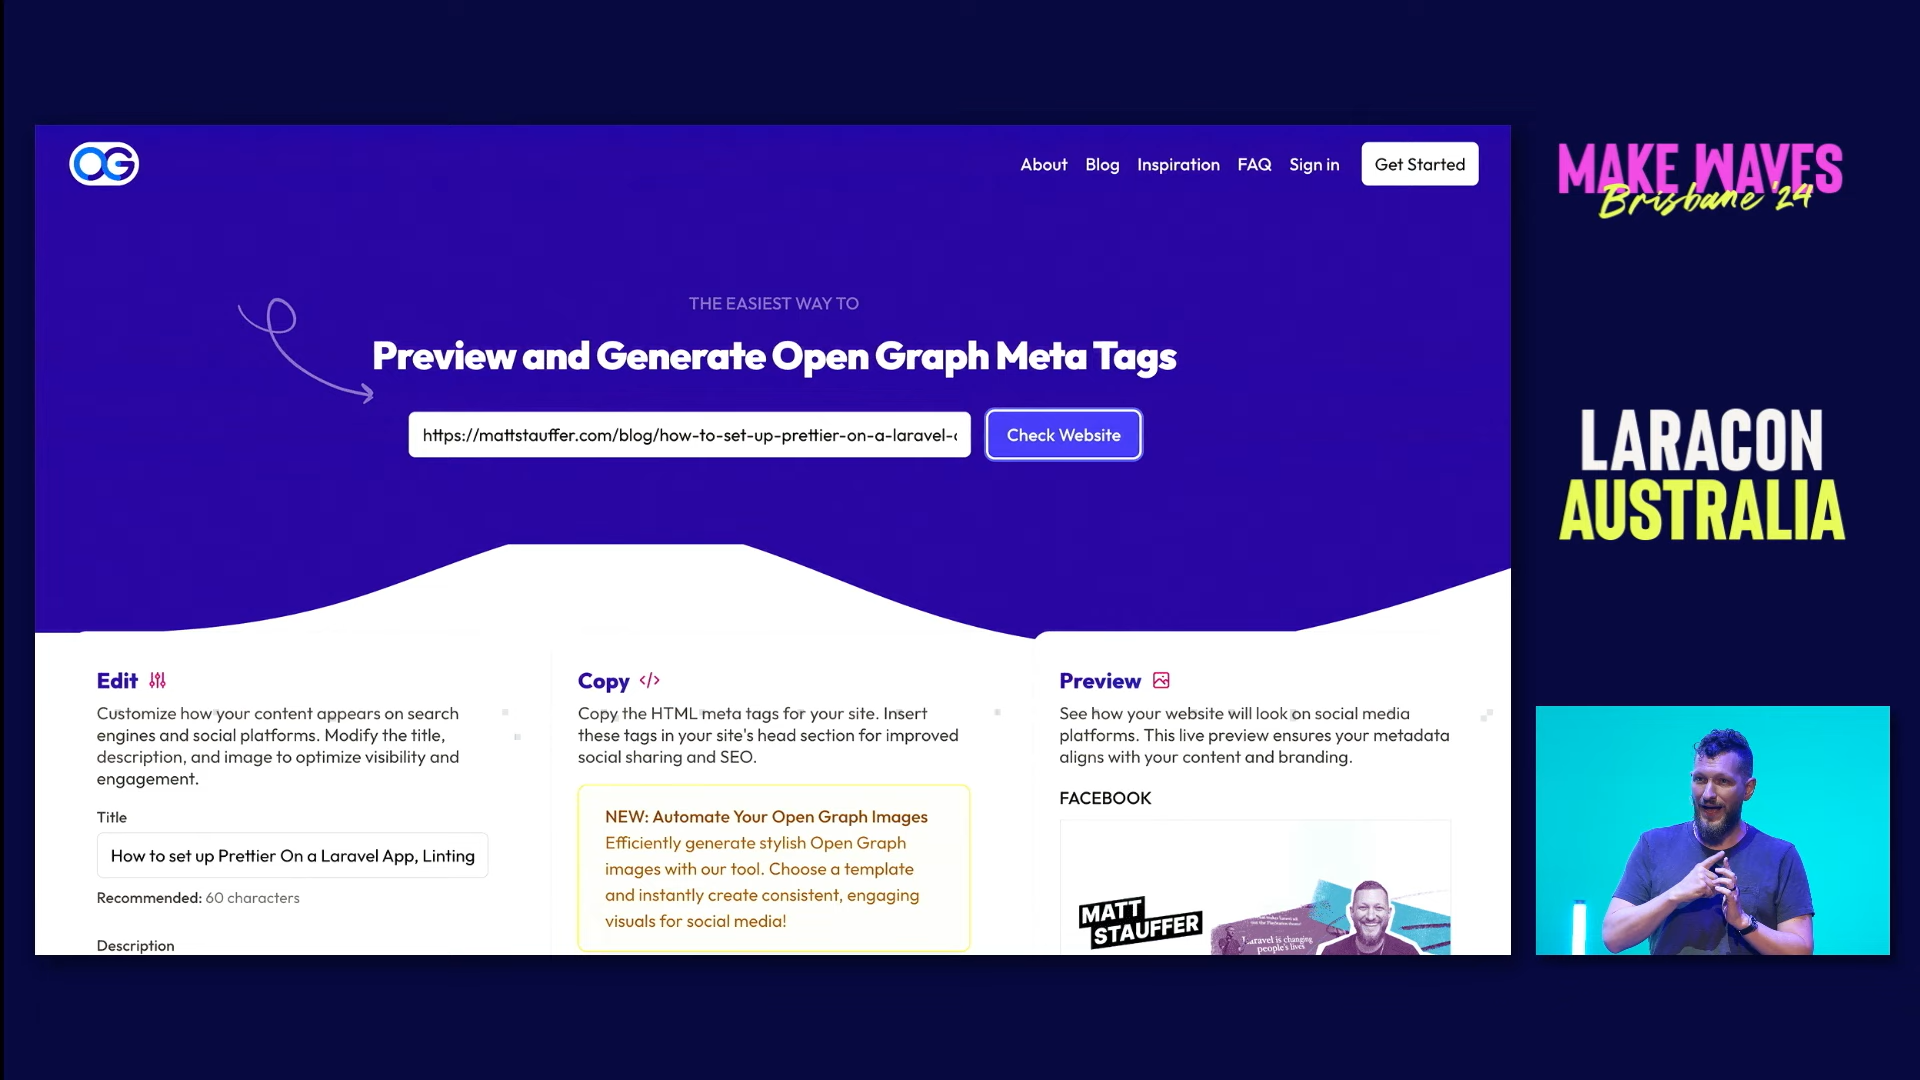 OG
About Blog Inspiration FAQ Sign in Get Started
THE EASIEST WAY TO
Preview and Generate Open Graph Meta Tags
https://mattstauffer.com/blog/how-to-set-up-prettier-on-a-laravel-
Check Website
Edit
Customize how your content appears on search
engines and social platforms. Modify the title,
description, and image to optimize visibility and
engagement.
Title
How to set up Prettier On a Laravel App, Linting
Recommended: 60 characters
Description
Copy </>
Copy the HTML meta tags for your site. Insert
these tags in your site's head section for improved
social sharing and SEO.
NEW: Automate Your Open Graph Images
Efficiently generate stylish Open Graph
images with our tool. Choose a template
and instantly create consistent, engaging
visuals for social media!
Preview
See how your website will look on social media
platforms. This live preview ensures your metadata
aligns with your content and branding.
FACEBOOK
MATT
STAUFFER
Laravel is changing
people's lives
MAKE WAVES
Brisbane '24
LARACON
AUSTRALIA